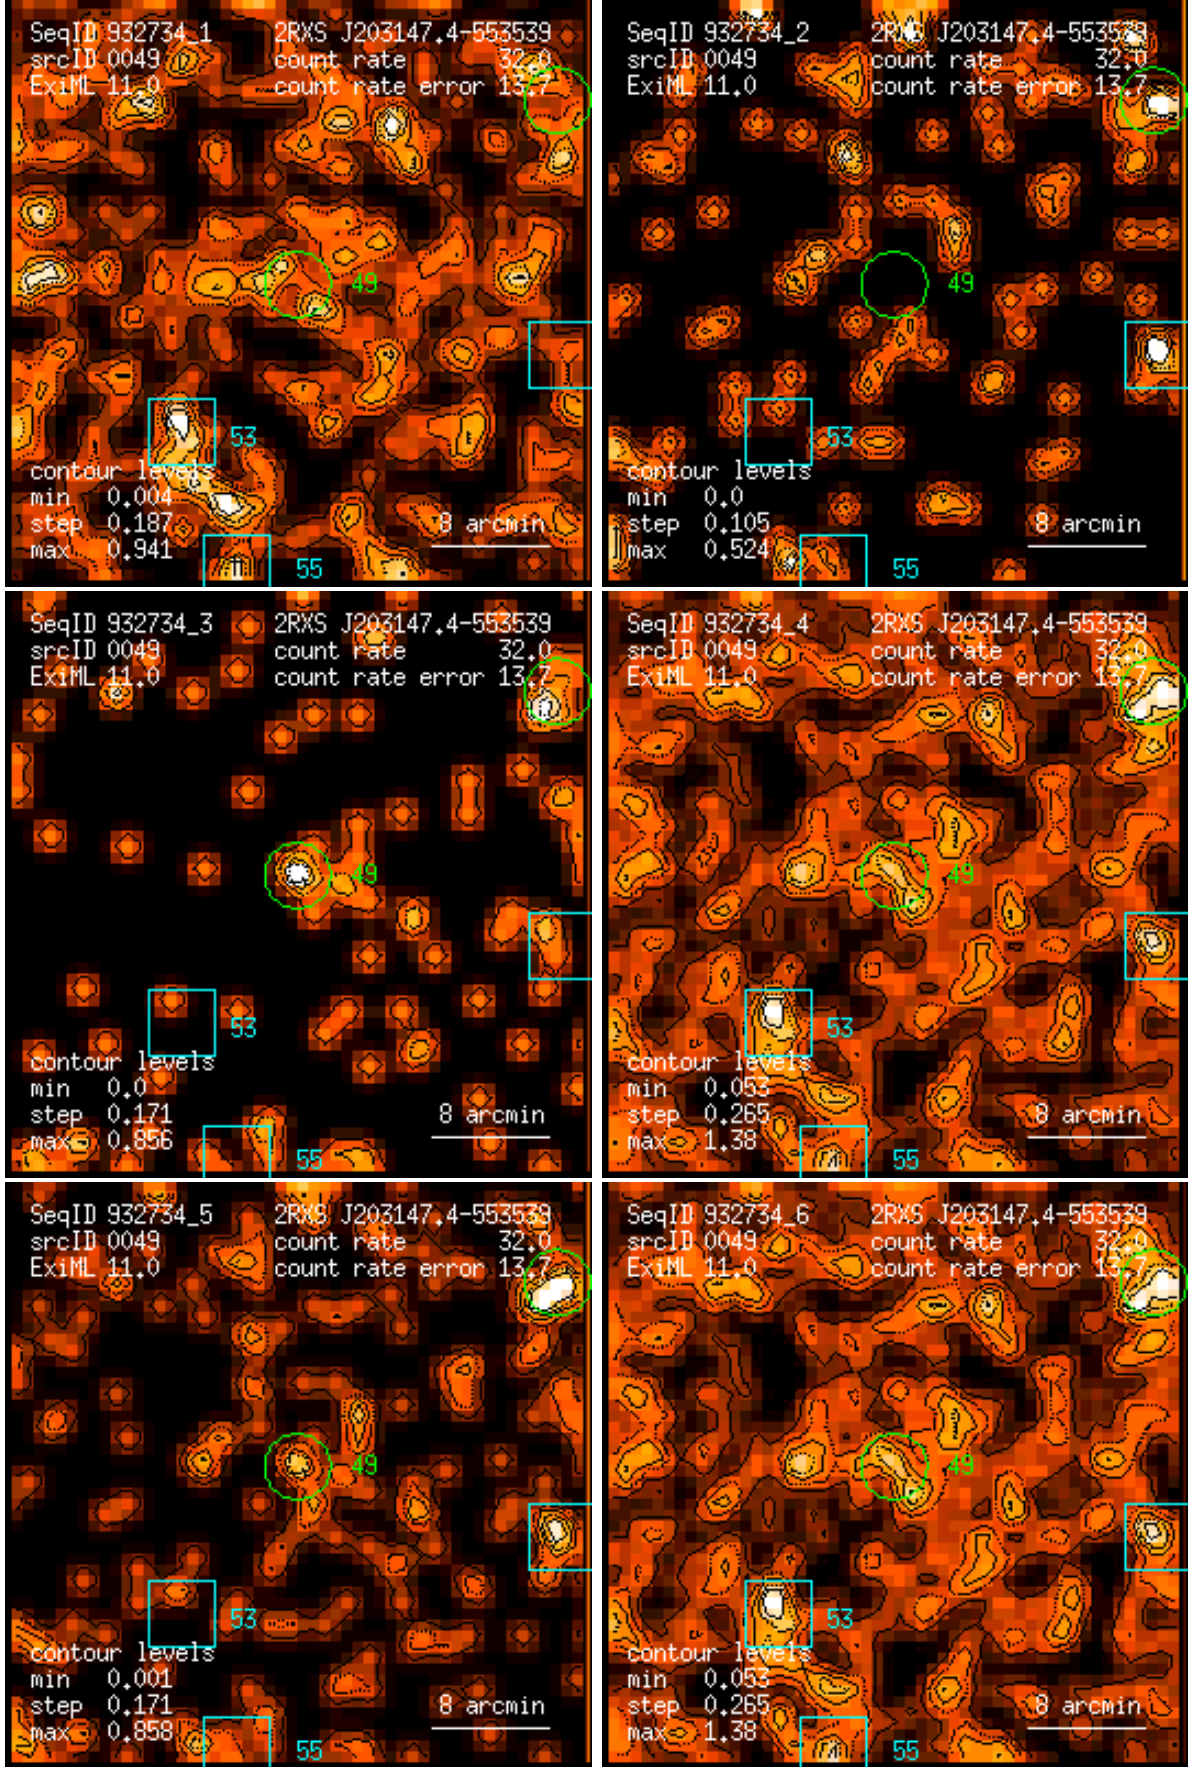 SeqID 932734_1 2RXS J203147.4-553539
srcID 0049 count rate 32.0
ExiML 11.0 count rate error 13.7
49
53
contour levels
min 0.004
step 0.187 8 arcmin
max 0.941
55
SeqID 932734_2 2RXS J203147.4-553539
srcID 0049 count rate 32.0
ExiML 11.0 count rate error 13.7
49
53
contour levels
min 0.0
step 0.105 8 arcmin
max 0.524
55
SeqID 932734_3 2RXS J203147.4-553539
srcID 0049 count rate 32.0
ExiML 11.0 count rate error 13.7
49
53
contour levels
min 0.0
step 0.171 8 arcmin
max 0.856
55
SeqID 932734_4 2RXS J203147.4-553539
srcID 0049 count rate 32.0
ExiML 11.0 count rate error 13.7
49
53
contour levels
min 0.053
step 0.265 8 arcmin
max 1.38
55
SeqID 932734_5 2RXS J203147.4-553539
srcID 0049 count rate 32.0
ExiML 11.0 count rate error 13.7
49
53
contour levels
min 0.001
step 0.171 8 arcmin
max 0.858
55
SeqID 932734_6 2RXS J203147.4-553539
srcID 0049 count rate 32.0
ExiML 11.0 count rate error 13.7
49
53
contour levels
min 0.053
step 0.265 8 arcmin
max 1.38
55